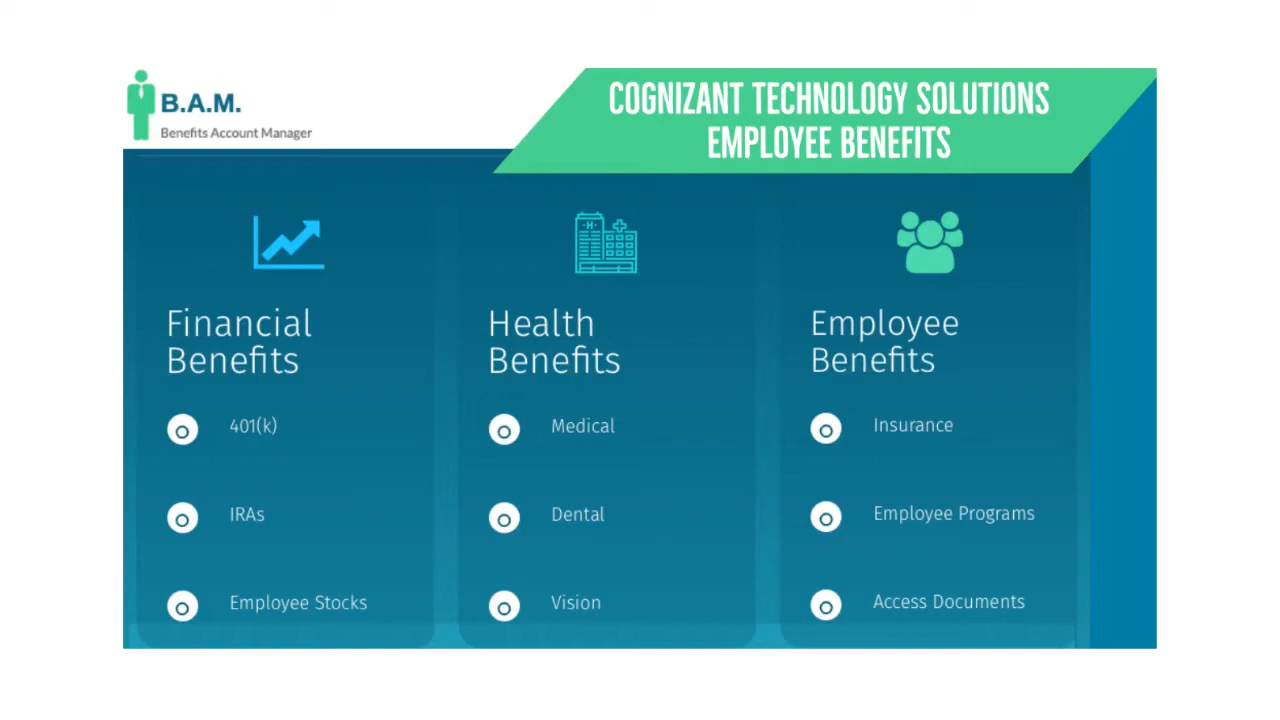 B.A.M.
Benefits Account Manager
COGNIZANT TECHNOLOGY SOLUTIONS
EMPLOYEE BENEFITS
Financial
Benefits
401(k)
IRAs
Employee Stocks
H
Health
Benefits
Medical
Dental
Vision
Employee
Benefits
Insurance
Employee Programs
Access Documents